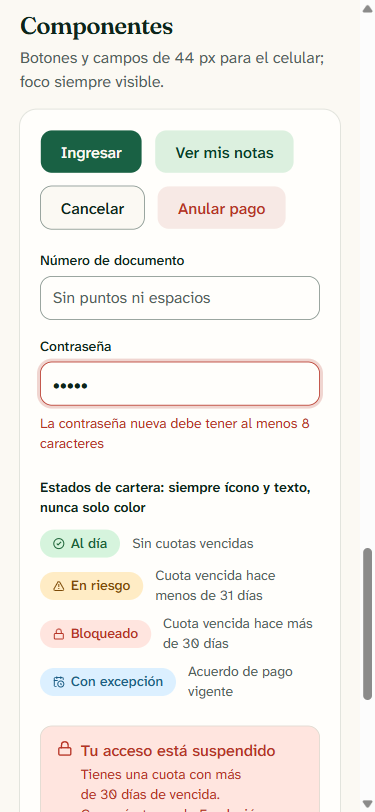 Componentes
Botones y campos de 44 px para el celular;
foco siempre visible.
Ingresar
Ver mis notas
Cancelar
Anular pago
Número de documento
Sin puntos ni espacios
Contraseña
•••••
La contraseña nueva debe tener al menos 8
caracteres
Estados de cartera: siempre ícono y texto,
nunca solo color
Al día
Sin cuotas vencidas
En riesgo
Cuota vencida hace
menos de 31 días
Bloqueado
Cuota vencida hace más
de 30 días
Con excepción
Acuerdo de pago
vigente
Tu acceso está suspendido
Tienes una cuota con más
de 30 días de vencida.